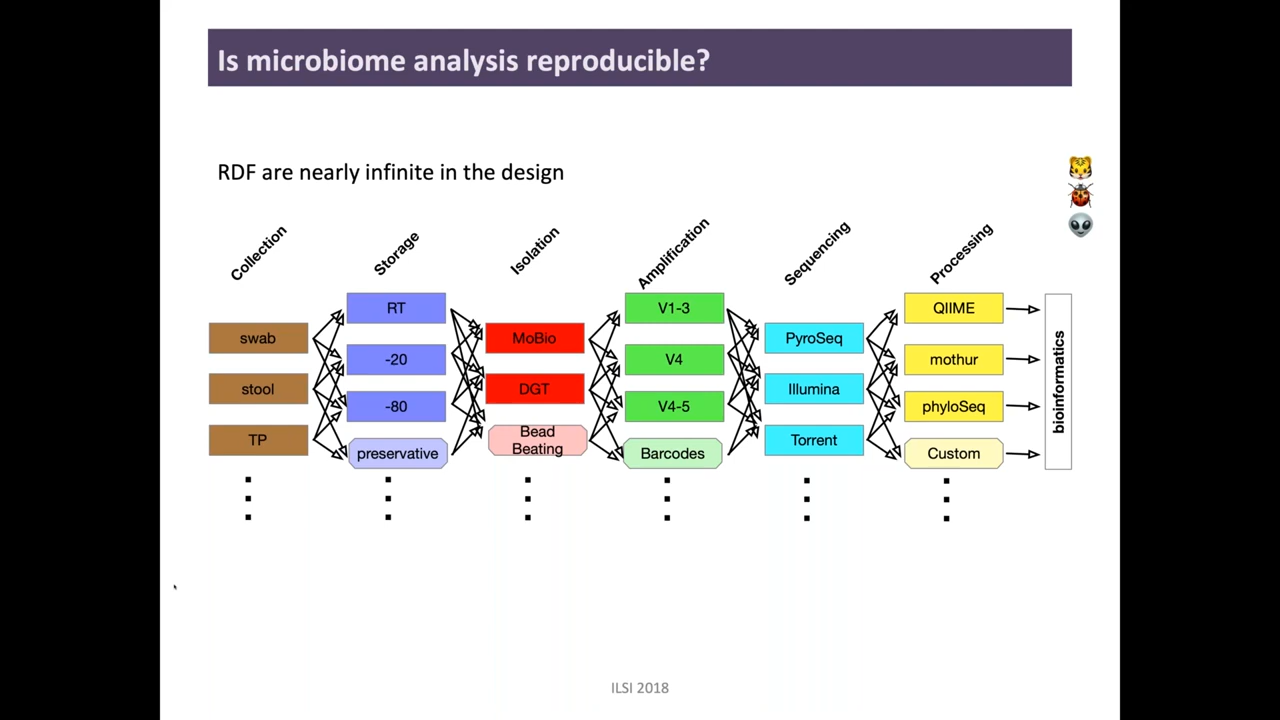 Is microbiome analysis reproducible?
RDF are nearly infinite in the design
Collection
Storage
Isolation
Amplification
Sequencing
Processing
swab
stool
TP
RT
-20
-80
preservative
MoBio
DGT
Bead
Beating
V1-3
V4
V4-5
Barcodes
PyroSeq
Illumina
Torrent
QIIME
mothur
phyloSeq
Custom
bioinformatics
ILSI 2018